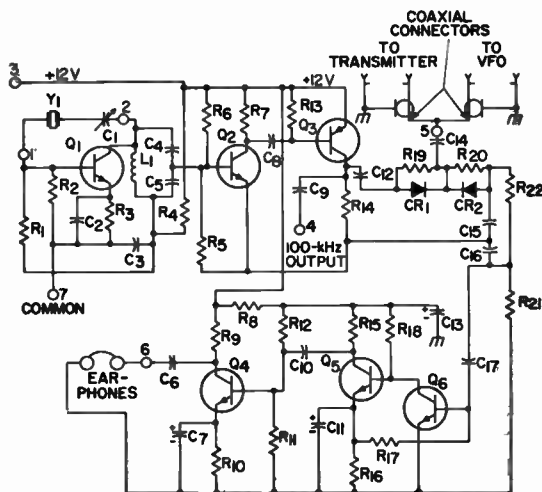 COAXIAL
CONNECTORS
TO
TRANSMITTER
TO
VFO
3
+12V
+12V
Y1
2
C1
R6
R7
R13
Q3
5
C14
Q1
Q2
C4
L1
C5
C8
R19
R20
1
R2
C2
R3
R4
C9
C12
CR1
CR2
R22
R1
C3
R5
4
R14
C15
100-kHz
OUTPUT
C16
7
COMMON
R8
R9
R12
R15
R18
C13
R21
6
C6
Q4
C10
Q5
Q6
C17
EAR-
PHONES
C7
R11
C11
R17
R10
R16